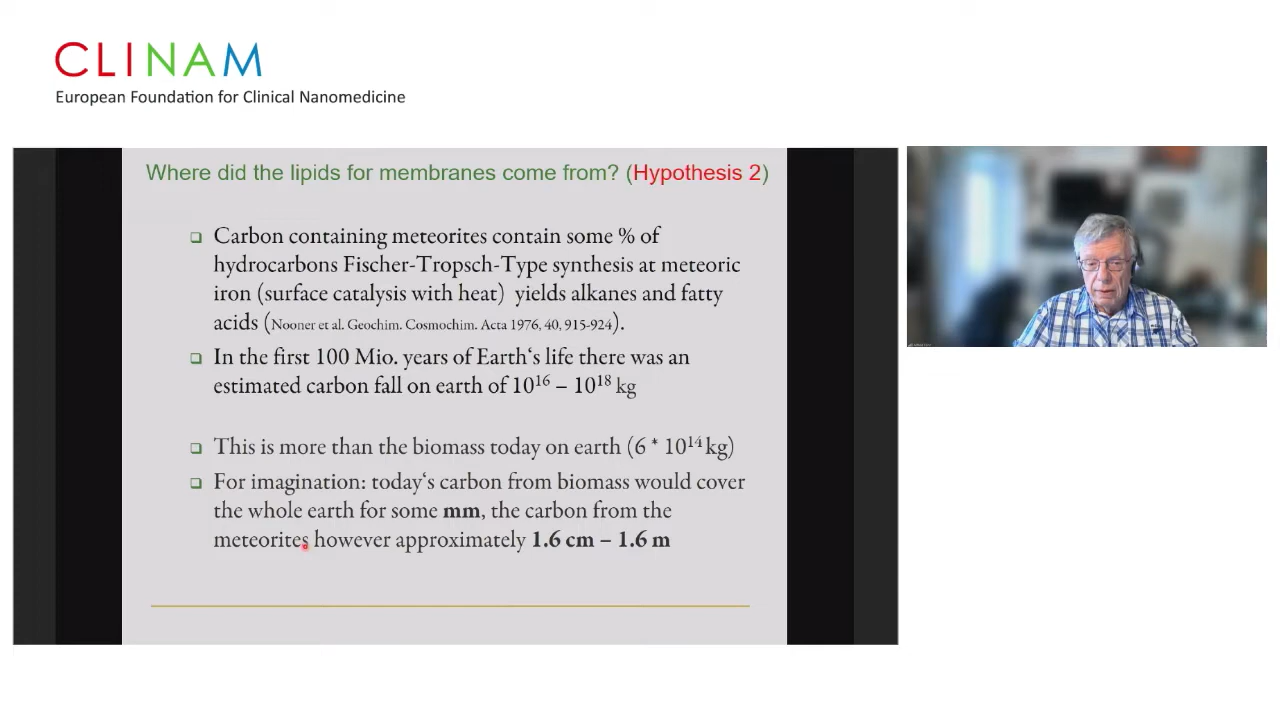 CLINAM
European Foundation for Clinical Nanomedicine
Where did the lipids for membranes come from? (Hypothesis 2)
Carbon containing meteorites contain some % of
hydrocarbons Fischer-Tropsch-Type synthesis at meteoric
iron (surface catalysis with heat) yields alkanes and fatty
acids (Nooner et al. Geochim. Cosmochim. Acta 1976, 40, 915-924).
In the first 100 Mio. years of Earth‘s life there was an
estimated carbon fall on earth of 10¹⁶ – 10¹⁸ kg
This is more than the biomass today on earth (6 * 10¹⁴ kg)
For imagination: today‘s carbon from biomass would cover
the whole earth for some mm, the carbon from the
meteorites however approximately 1.6 cm – 1.6 m